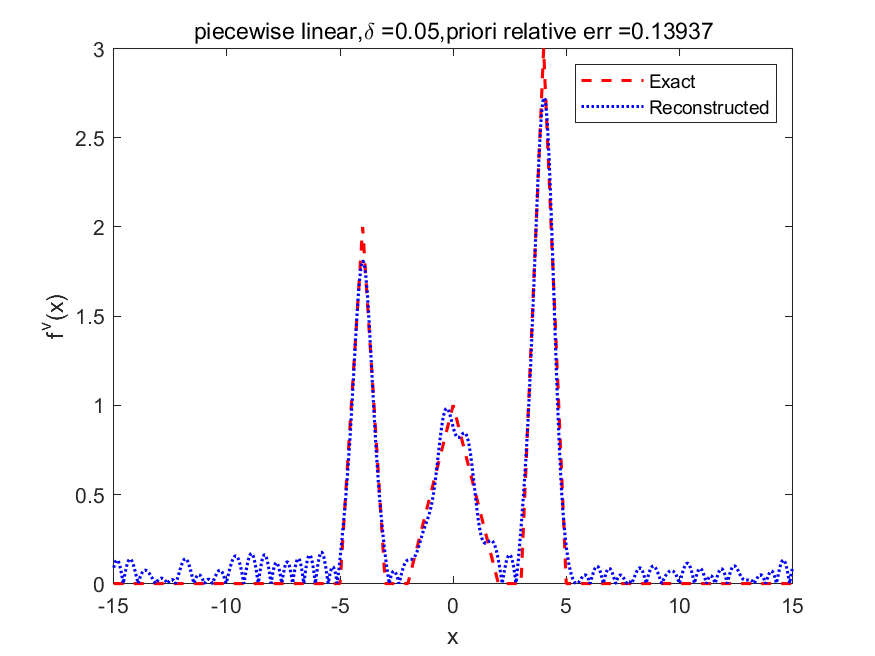 piecewise linear,δ =0.05,priori relative err =0.13937
3
2.5
2
1.5
1
0.5
0
f^v(x)
Exact
Reconstructed
-15 -10 -5 0 5 10 15
x